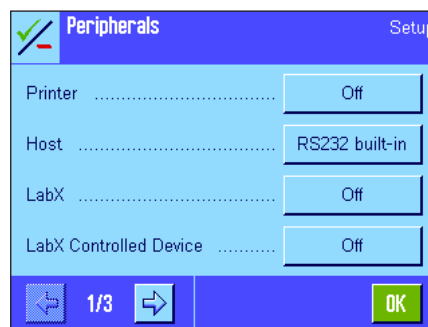 Peripherals Setup
Printer ................................... Off
Host ..................................... RS232 built-in
LabX ..................................... Off
LabX Controlled Device ........... Off
1/3 OK